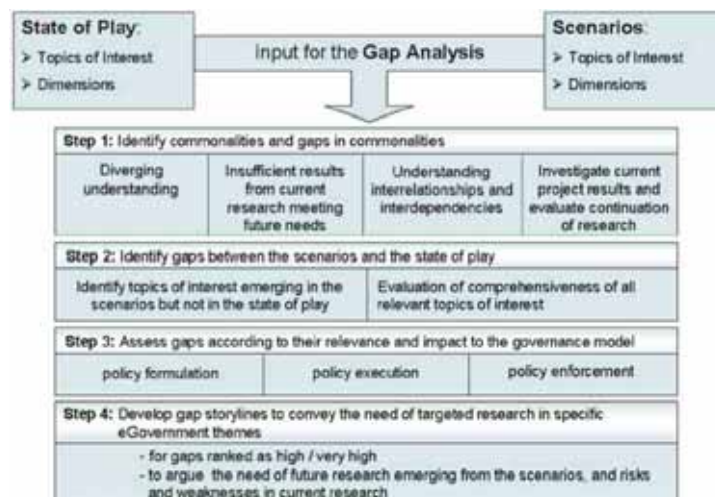 State of Play:
➢ Topics of Interest
➢ Dimensions
Input for the Gap Analysis
Scenarios:
➢ Topics of Interest
➢ Dimensions
Step 1: Identify commonalities and gaps in commonalities
Diverging
understanding
Insufficient results
from current
research meeting
future needs
Understanding
interrelationships and
interdependencies
Investigate current
project results and
evaluate continuation
of research
Step 2: Identify gaps between the scenarios and the state of play
Identify topics of interest emerging in the
scenarios but not in the state of play
Evaluation of comprehensiveness of all
relevant topics of interest
Step 3: Assess gaps according to their relevance and impact to the governance model
policy formulation
policy execution
policy enforcement
Step 4: Develop gap storylines to convey the need of targeted research in specific
eGovernment themes
- for gaps ranked as high / very high
- to argue the need of future research emerging from the scenarios, and risks
and weaknesses in current research